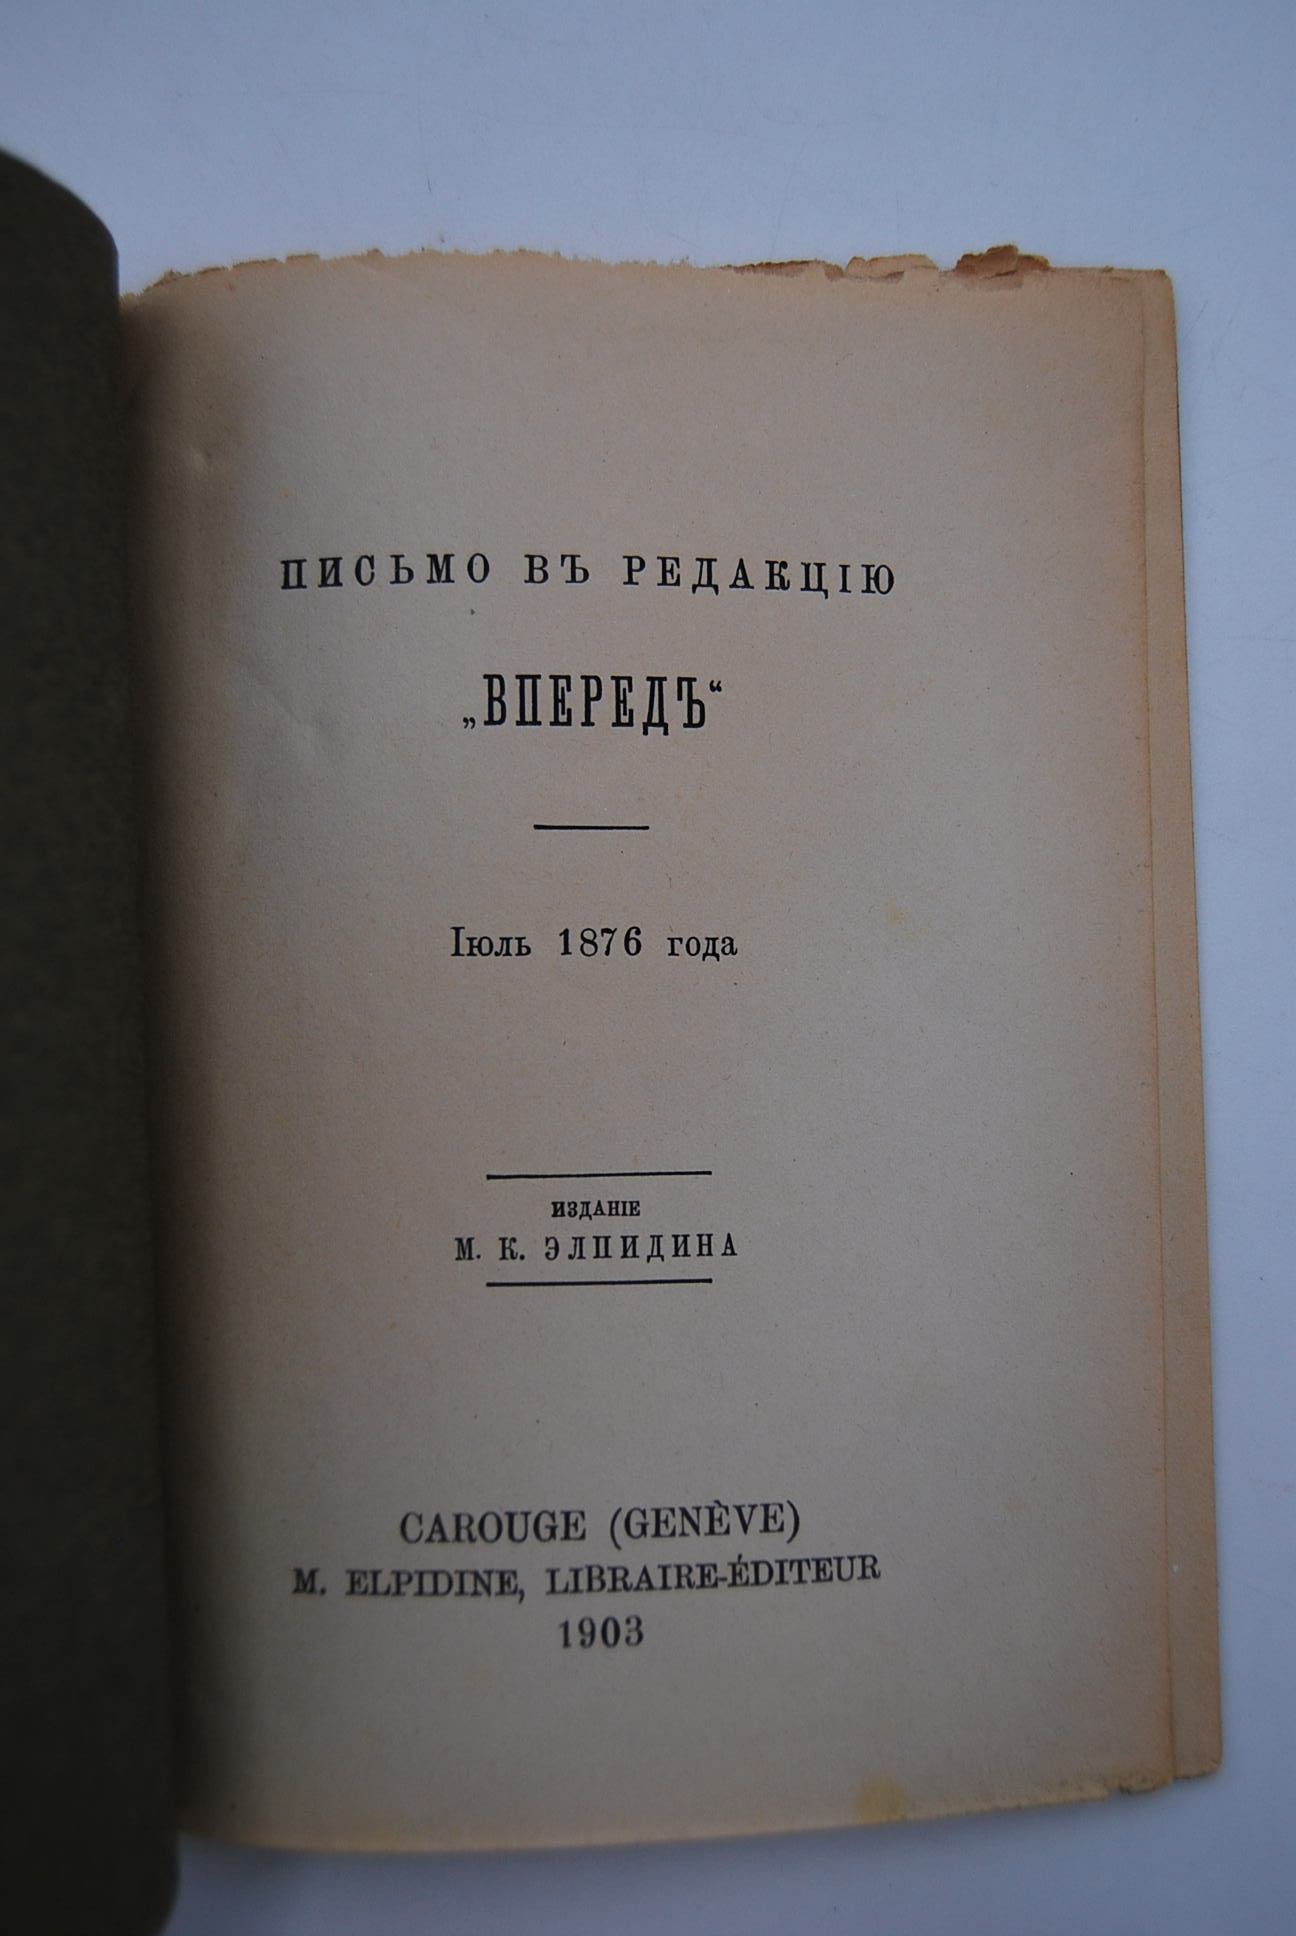 ПИСЬМО ВЪ РЕДАКЦІЮ
„ВПЕРЕДЪ“
Іюль 1876 года
ИЗДАНІЕ
М. К. ЭЛПИДИНА
CAROUGE (GENÈVE)
M. ELPIDINE, LIBRAIRE-ÉDITEUR
1903